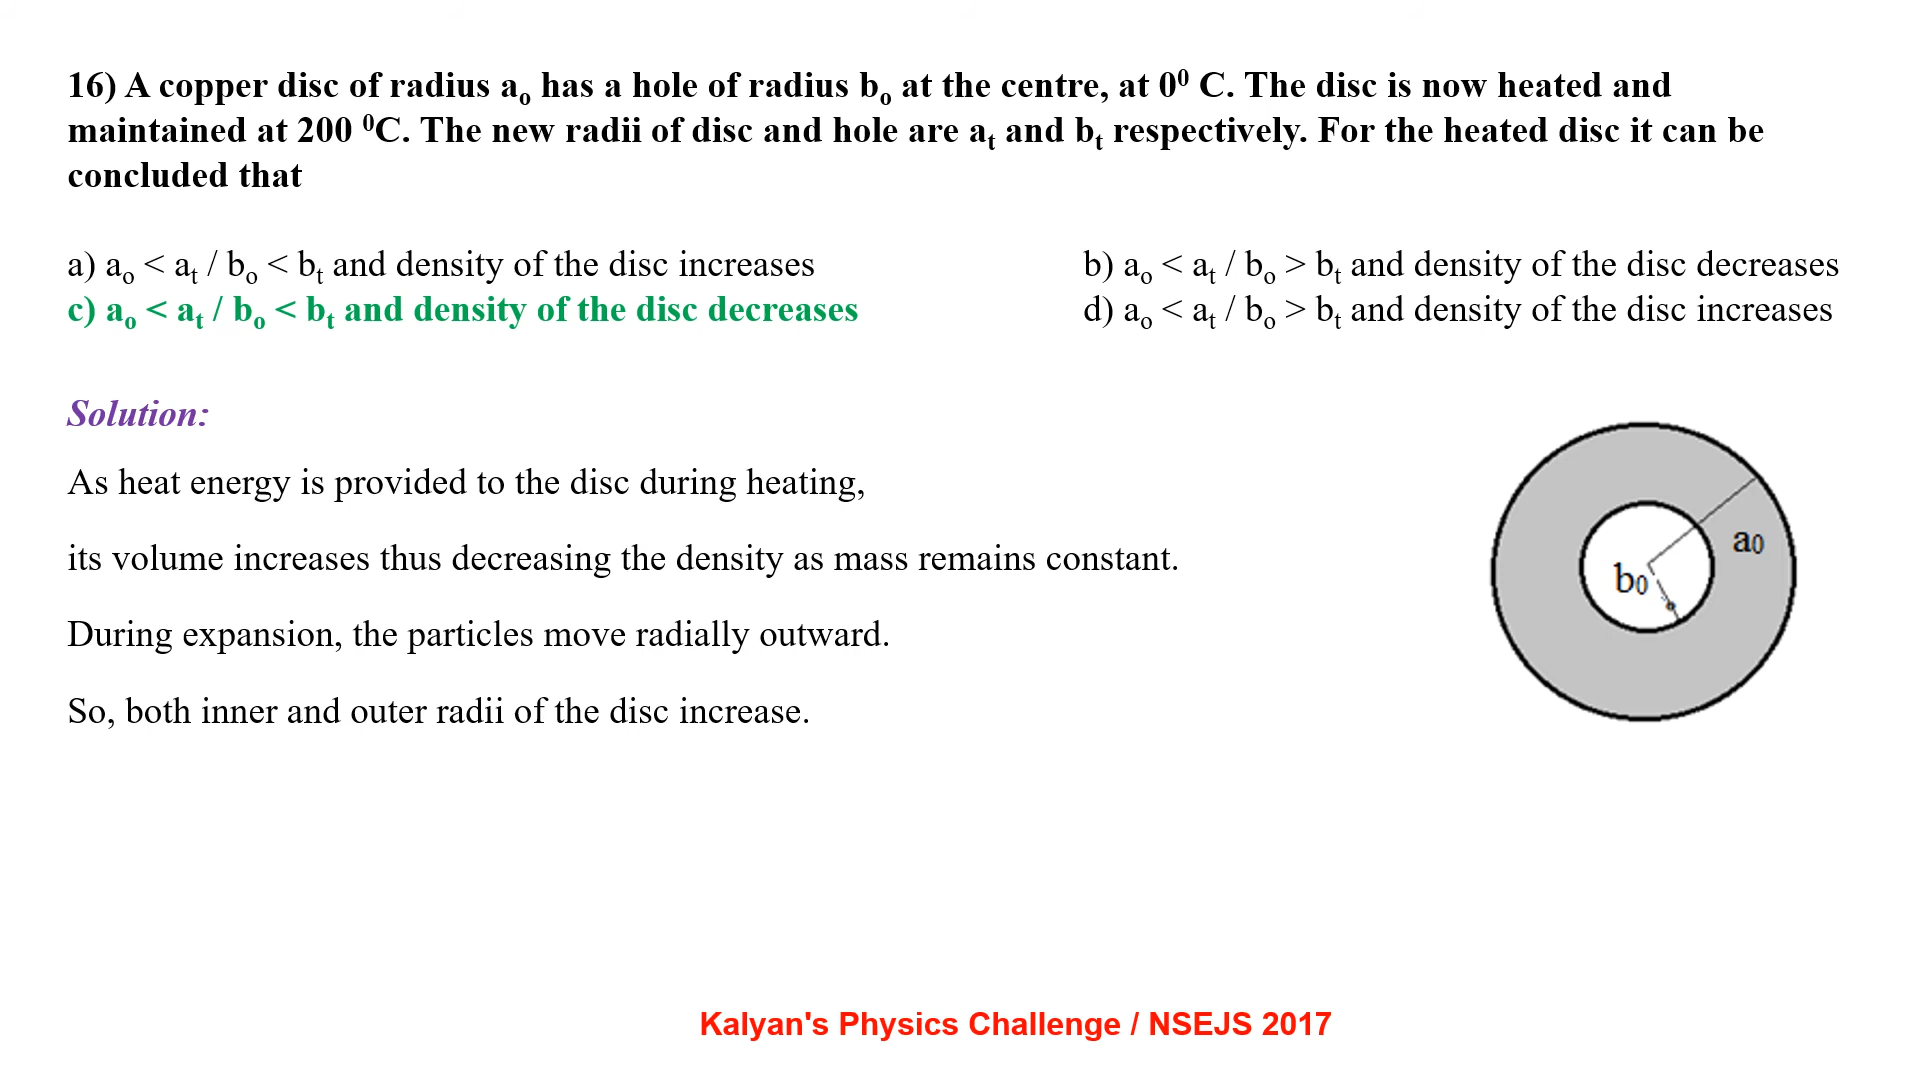 16) A copper disc of radius aₒ has a hole of radius bₒ at the centre, at 0⁰ C. The disc is now heated and
maintained at 200 ⁰C. The new radii of disc and hole are aₜ and bₜ respectively. For the heated disc it can be
concluded that
a) aₒ < aₜ / bₒ < bₜ and density of the disc increases
b) aₒ < aₜ / bₒ > bₜ and density of the disc decreases
c) aₒ < aₜ / bₒ < bₜ and density of the disc decreases
d) aₒ < aₜ / bₒ > bₜ and density of the disc increases
Solution:
As heat energy is provided to the disc during heating,
its volume increases thus decreasing the density as mass remains constant.
During expansion, the particles move radially outward.
So, both inner and outer radii of the disc increase.
a0
b0
Kalyan's Physics Challenge / NSEJS 2017